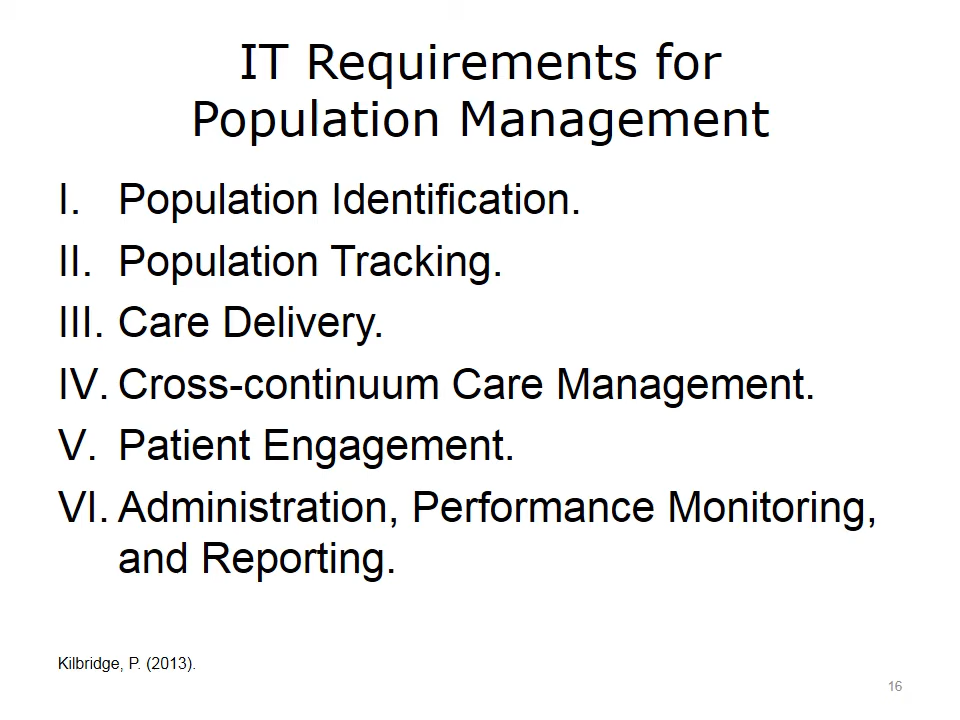 IT Requirements for
Population Management
I. Population Identification.
II. Population Tracking.
III. Care Delivery.
IV. Cross-continuum Care Management.
V. Patient Engagement.
VI. Administration, Performance Monitoring,
and Reporting.
Kilbridge, P. (2013).
16